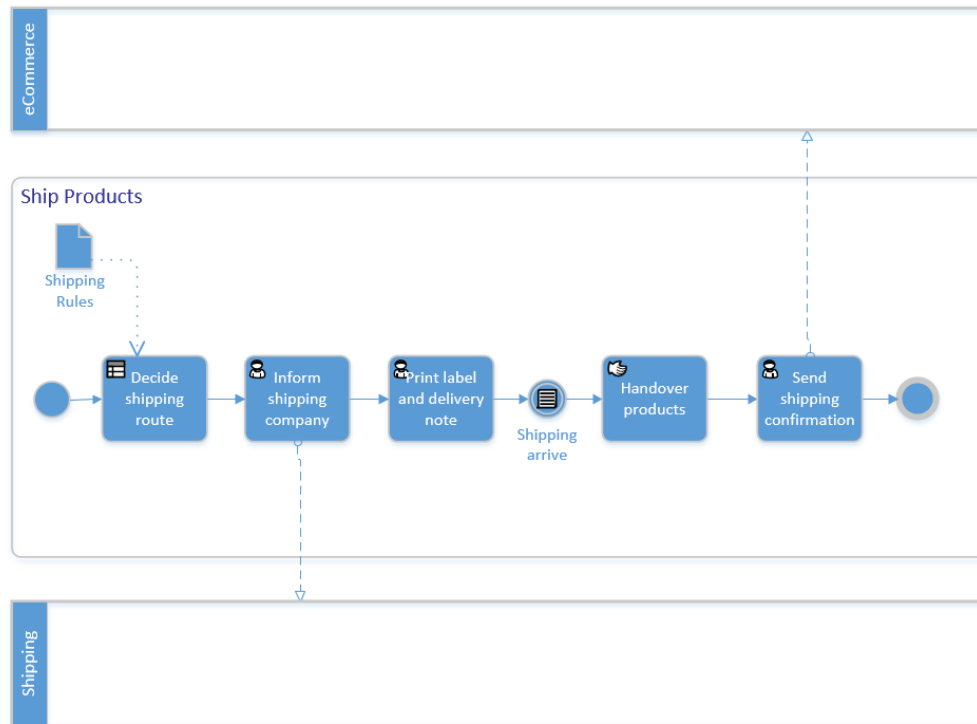 eCommerce
Ship Products
Shipping
Rules
Decide
shipping
route
Inform
shipping
company
Print label
and delivery
note
Shipping
arrive
Handover
products
Send
shipping
confirmation
Shipping